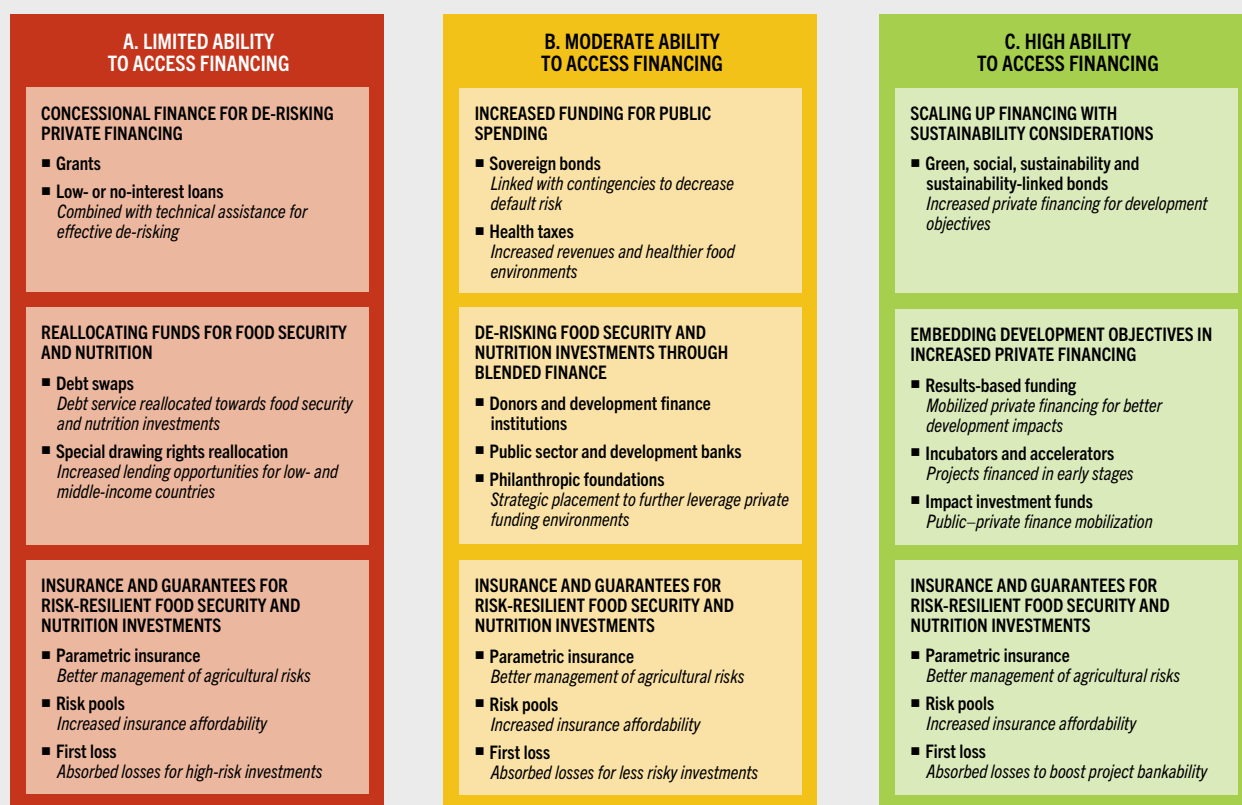 A. LIMITED ABILITY
TO ACCESS FINANCING
CONCESSIONAL FINANCE FOR DE-RISKING
PRIVATE FINANCING
■ Grants
■ Low- or no-interest loans
Combined with technical assistance for
effective de-risking
REALLOCATING FUNDS FOR FOOD SECURITY
AND NUTRITION
■ Debt swaps
Debt service reallocated towards food security
and nutrition investments
■ Special drawing rights reallocation
Increased lending opportunities for low- and
middle-income countries
INSURANCE AND GUARANTEES FOR
RISK-RESILIENT FOOD SECURITY AND
NUTRITION INVESTMENTS
■ Parametric insurance
Better management of agricultural risks
■ Risk pools
Increased insurance affordability
■ First loss
Absorbed losses for high-risk investments
B. MODERATE ABILITY
TO ACCESS FINANCING
INCREASED FUNDING FOR PUBLIC
SPENDING
■ Sovereign bonds
Linked with contingencies to decrease
default risk
■ Health taxes
Increased revenues and healthier food
environments
DE-RISKING FOOD SECURITY AND
NUTRITION INVESTMENTS THROUGH
BLENDED FINANCE
■ Donors and development finance
institutions
■ Public sector and development banks
■ Philanthropic foundations
Strategic placement to further leverage private
funding environments
INSURANCE AND GUARANTEES FOR
RISK-RESILIENT FOOD SECURITY AND
NUTRITION INVESTMENTS
■ Parametric insurance
Better management of agricultural risks
■ Risk pools
Increased insurance affordability
■ First loss
Absorbed losses for less risky investments
C. HIGH ABILITY
TO ACCESS FINANCING
SCALING UP FINANCING WITH
SUSTAINABILITY CONSIDERATIONS
■ Green, social, sustainability and
sustainability-linked bonds
Increased private financing for development
objectives
EMBEDDING DEVELOPMENT OBJECTIVES IN
INCREASED PRIVATE FINANCING
■ Results-based funding
Mobilized private financing for better
development impacts
■ Incubators and accelerators
Projects financed in early stages
■ Impact investment funds
Public–private finance mobilization
INSURANCE AND GUARANTEES FOR
RISK-RESILIENT FOOD SECURITY AND
NUTRITION INVESTMENTS
■ Parametric insurance
Better management of agricultural risks
■ Risk pools
Increased insurance affordability
■ First loss
Absorbed losses to boost project bankability